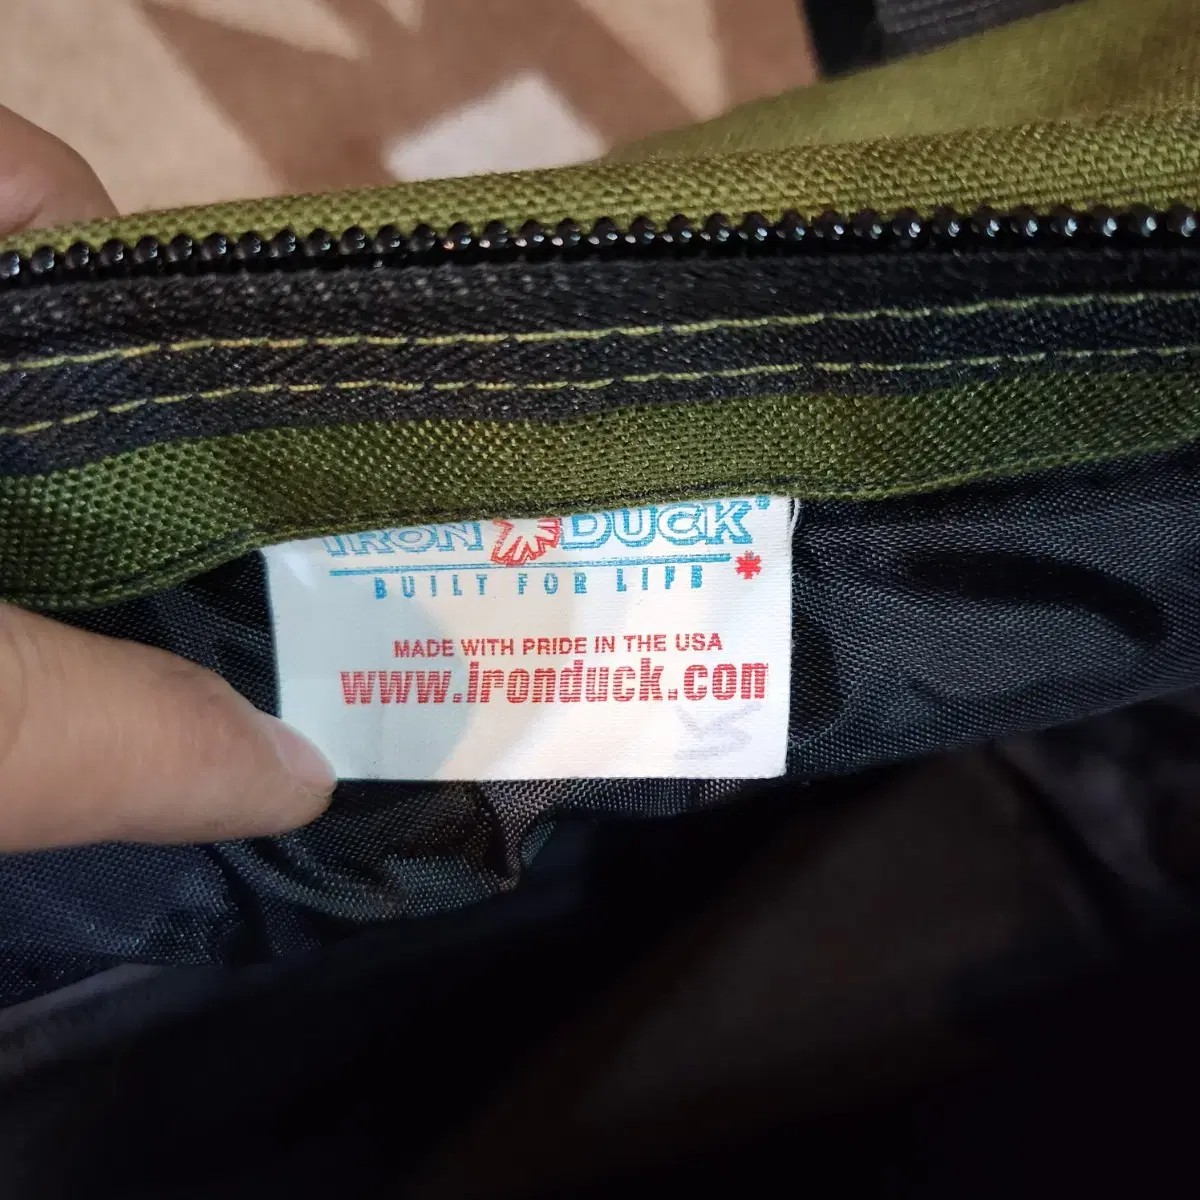 IRON DUCK®
BUILT FOR LIFE
MADE WITH PRIDE IN THE USA
www.ironduck.com